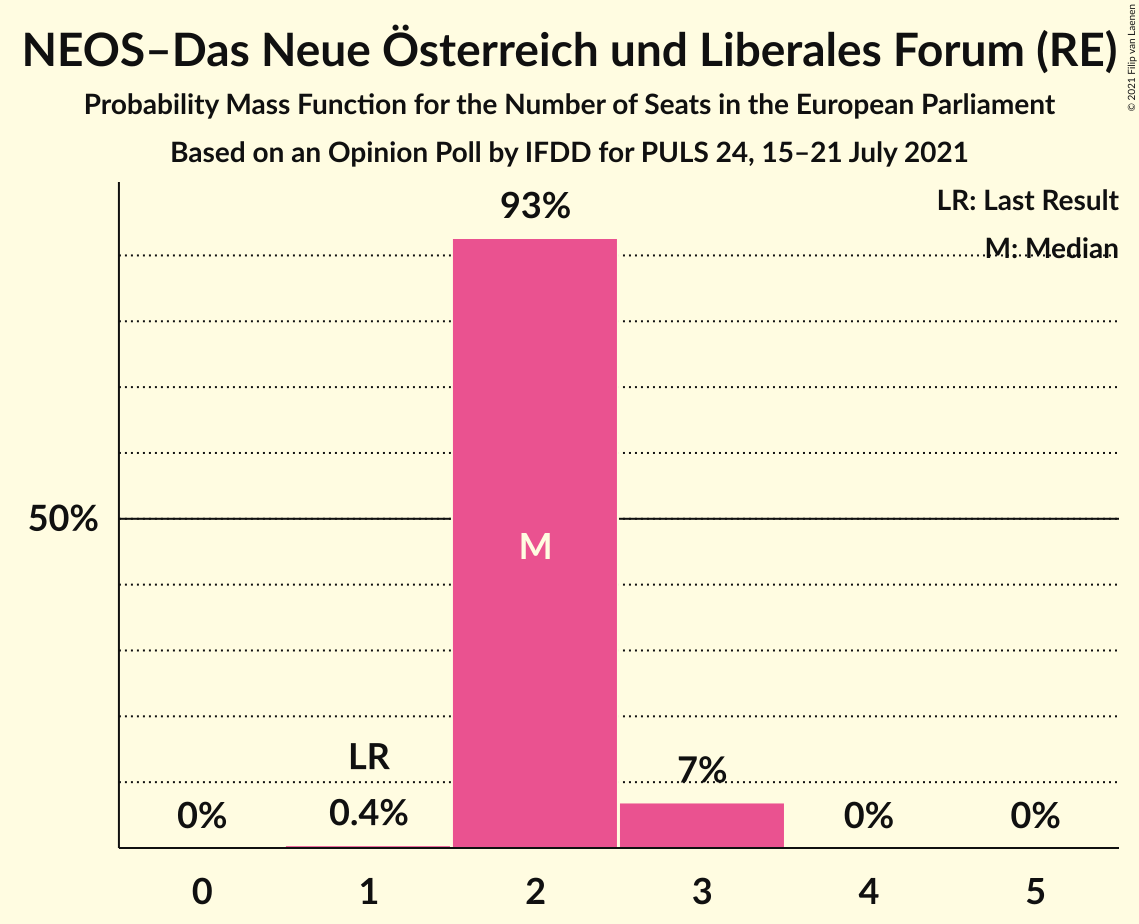 NEOS–Das Neue Österreich und Liberales Forum (RE)
Probability Mass Function for the Number of Seats in the European Parliament
Based on an Opinion Poll by IFDD for PULS 24, 15–21 July 2021
© 2021 Filip van Laenen
LR: Last Result
M: Median
93%
50%
M
LR
7%
0%
0.4%
0%
0%
0 1 2 3 4 5